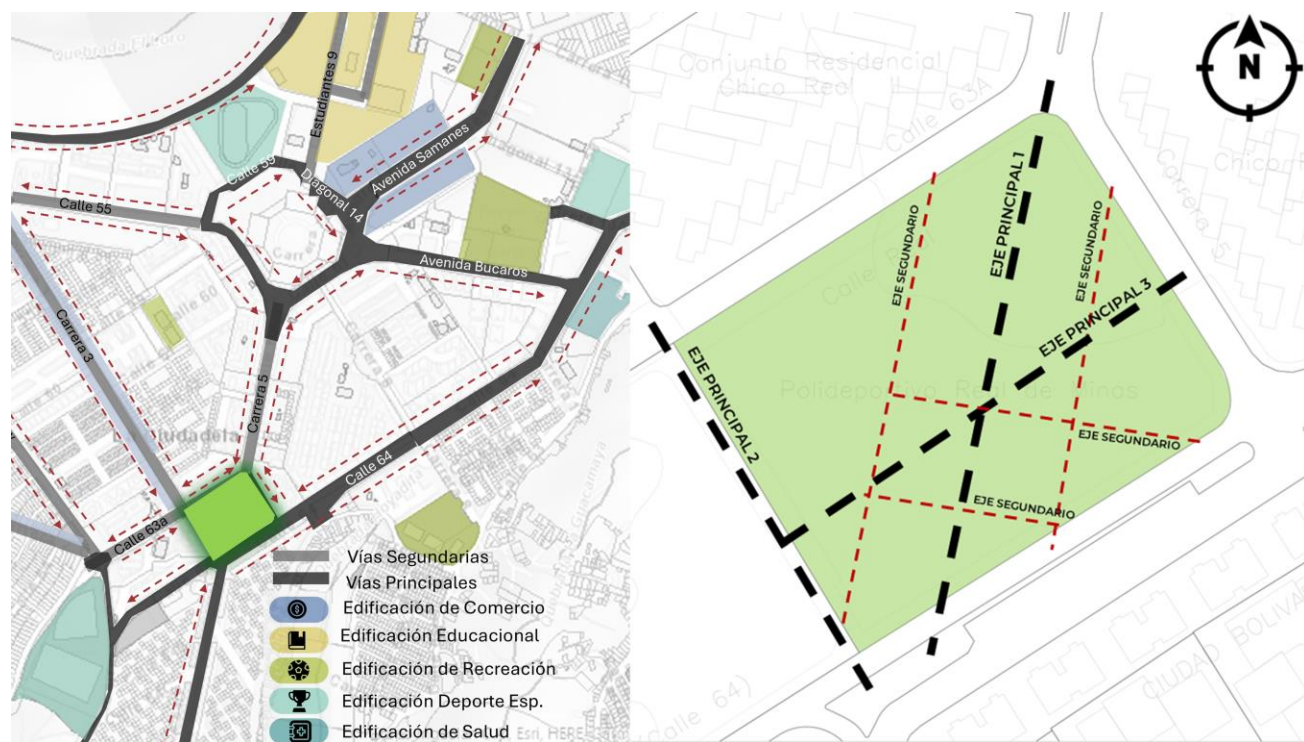 Quebrada El Loro
Estudiantes 9
Avenida Samanes
Diagonal 13
Calle 59
Diagonal 14
Calle 55
Carrera
Avenida Bucaros
Calle 60
Carrera 3
Carrera 5
La Ciudadela
Calle 64
Calle 63a
Vías Segundarias
Vías Principales
Edificación de Comercio
Edificación Educacional
Edificación de Recreación
Edificación Deporte Esp.
Edificación de Salud
Esri, HERE
Conjunto Residencial
Chico Real II
Calle 63A
N
Carrera 5
Chico R
EJE PRINCIPAL 1
EJE SEGUNDARIO
EJE SEGUNDARIO
Calle Real
EJE PRINCIPAL 3
EJE PRINCIPAL 2
Polideportivo Real de Minas
EJE SEGUNDARIO
EJE SEGUNDARIO
Calle 64)
CIUDAD BOLIVAR